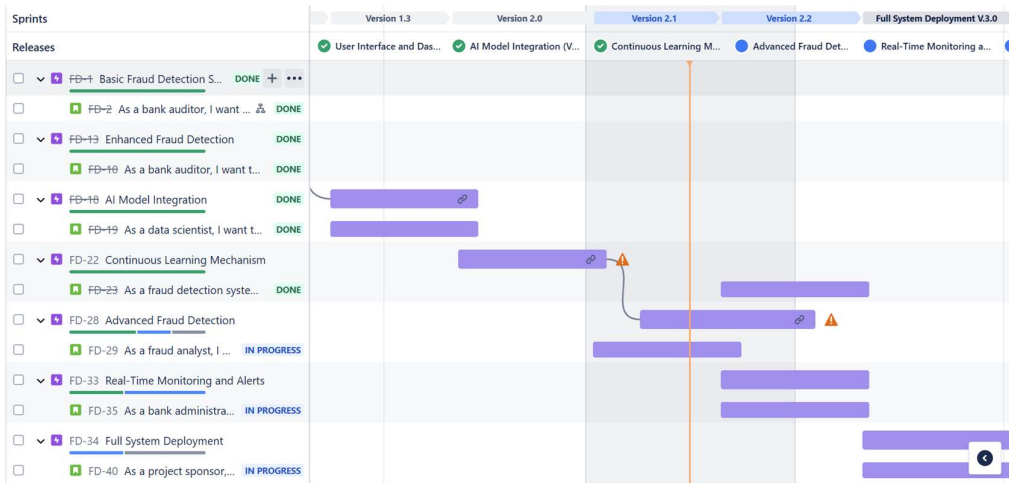 Sprints
Version 1.3
Version 2.0
Version 2.1
Version 2.2
Full System Deployment V.3.0
Releases
User Interface and Das...
AI Model Integration (V...
Continuous Learning M...
Advanced Fraud Det...
Real-Time Monitoring a...
FD-1 Basic Fraud Detection S... DONE
FD-2 As a bank auditor, I want ... DONE
FD-13 Enhanced Fraud Detection DONE
FD-10 As a bank auditor, I want t... DONE
FD-18 AI Model Integration DONE
FD-19 As a data scientist, I want t... DONE
FD-22 Continuous Learning Mechanism
FD-23 As a fraud detection syste... DONE
FD-28 Advanced Fraud Detection
FD-29 As a fraud analyst, I ... IN PROGRESS
FD-33 Real-Time Monitoring and Alerts
FD-35 As a bank administra... IN PROGRESS
FD-34 Full System Deployment
FD-40 As a project sponsor,... IN PROGRESS